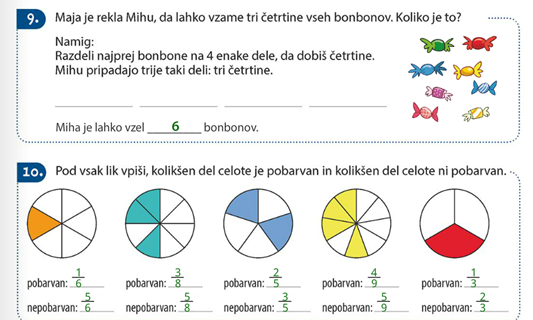 9. Maja je rekla Mihu, da lahko vzame tri četrtine vseh bonbonov. Koliko je to?
Namig:
Razdeli najprej bonbone na 4 enake dele, da dobiš četrtine.
Mihu pripadajo trije taki deli: tri četrtine.
Miha je lahko vzel 6 bonbonov.
10. Pod vsak lik vpiši, kolikšen del celote je pobarvan in kolikšen del celote ni pobarvan.
pobarvan: 1/6 pobarvan: 3/8 pobarvan: 2/5 pobarvan: 4/9 pobarvan: 1/3
nepobarvan: 5/6 nepobarvan: 5/8 nepobarvan: 3/5 nepobarvan: 5/9 nepobarvan: 2/3